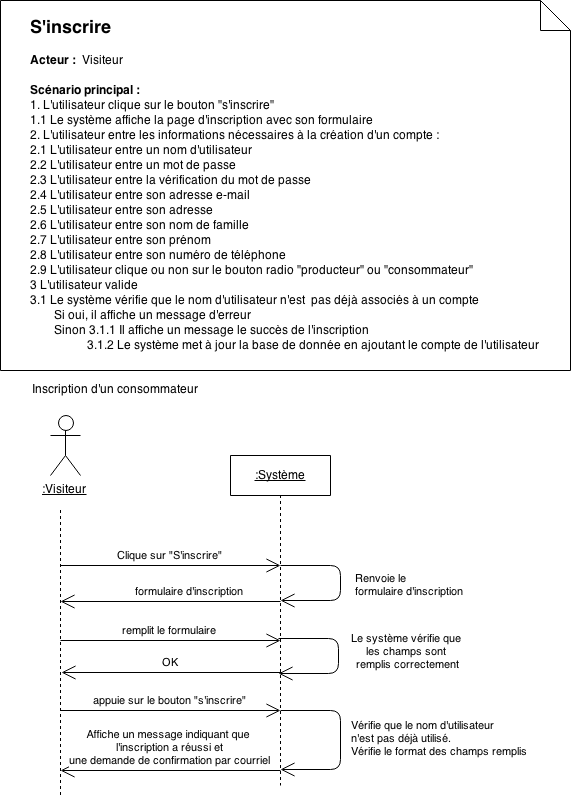 S'inscrire
Acteur : Visiteur
Scénario principal :
1. L'utilisateur clique sur le bouton "s'inscrire"
1.1 Le système affiche la page d'inscription avec son formulaire
2. L'utilisateur entre les informations nécessaires à la création d'un compte :
2.1 L'utilisateur entre un nom d'utilisateur
2.2 L'utilisateur entre un mot de passe
2.3 L'utilisateur entre la vérification du mot de passe
2.4 L'utilisateur entre son adresse e-mail
2.5 L'utilisateur entre son adresse
2.6 L'utilisateur entre son nom de famille
2.7 L'utilisateur entre son prénom
2.8 L'utilisateur entre son numéro de téléphone
2.9 L'utilisateur clique ou non sur le bouton radio "producteur" ou "consommateur"
3 L'utilisateur valide
3.1 Le système vérifie que le nom d'utilisateur n'est pas déjà associés à un compte
Si oui, il affiche un message d'erreur
Sinon 3.1.1 Il affiche un message le succès de l'inscription
3.1.2 Le système met à jour la base de donnée en ajoutant le compte de l'utilisateur
Inscription d'un consommateur
:Visiteur
:Système
Clique sur "S'inscrire"
Renvoie le
formulaire d'inscription
formulaire d'inscription
remplit le formulaire
Le système vérifie que
les champs sont
remplis correctement
OK
appuie sur le bouton "s'inscrire"
Vérifie que le nom d'utilisateur
n'est pas déjà utilisé.
Vérifie le format des champs remplis
Affiche un message indiquant que
l'inscription a réussi et
une demande de confirmation par courriel